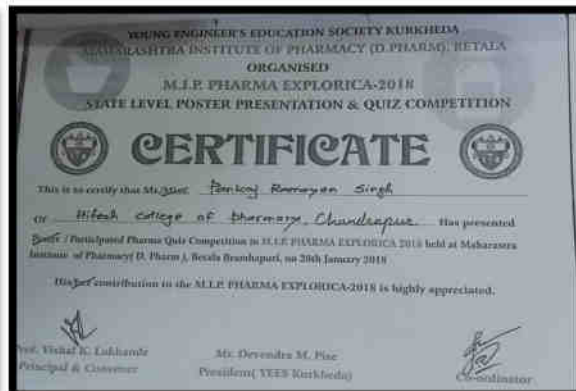 YOUNG ENGINEER'S EDUCATION SOCIETY KURKHEDA
MAHARASHTRA INSTITUTE OF PHARMACY (D.PHARM), BETALA
ORGANISED
M.I.P. PHARMA EXPLORICA-2018
STATE LEVEL POSTER PRESENTATION & QUIZ COMPETITION
CERTIFICATE
This is to certify that Mr./Miss. Pankaj Ramayan Singh
Of Hitech college of pharmacy, Chandrapur Has presented
Poster / Participated Pharma Quiz Competition in M.I.P. PHARMA EXPLORICA 2018 held at Maharastra
Institute of Pharmacy( D. Pharm ), Betala Bramhapuri, on 20th January 2018
His/her contribution to the M.I.P. PHARMA EXPLORICA-2018 is highly appreciated.
Prof. Vishal K. Lokhande
Principal & Convener
Mr. Devendra M. Pise
President( YEES Kurkheda)
Co-ordinator